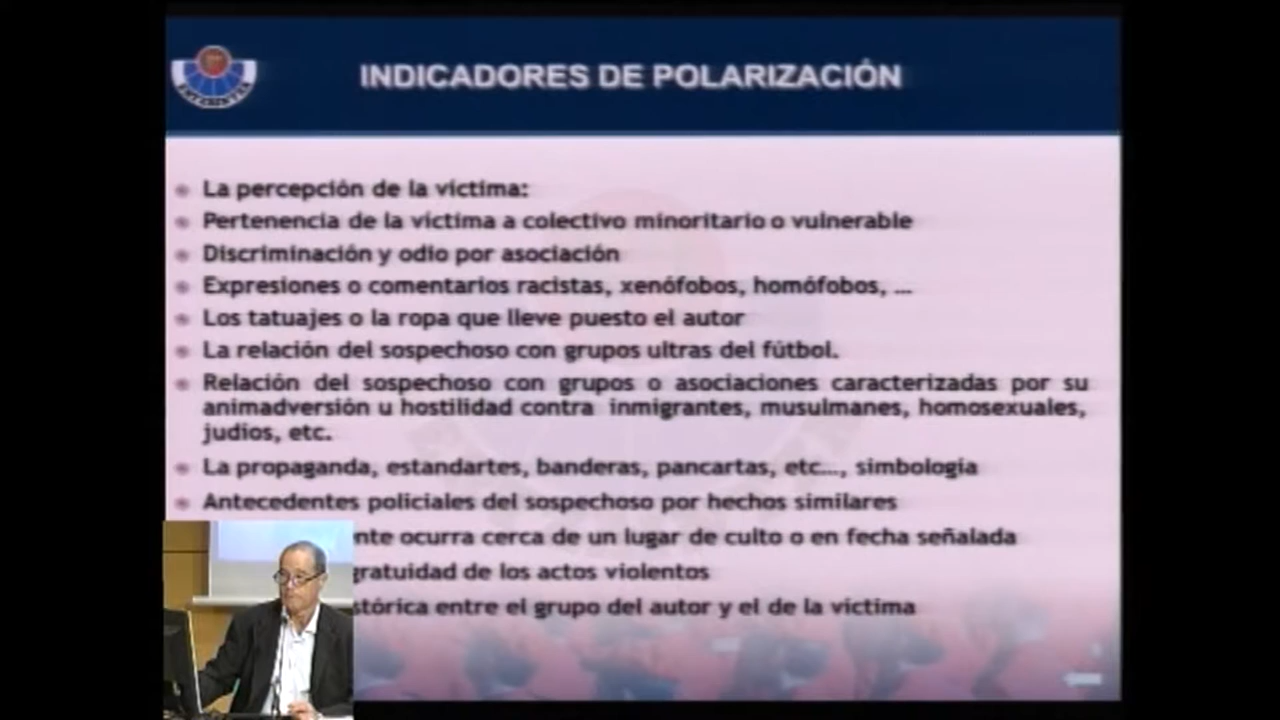 INDICADORES DE POLARIZACIÓN
La percepción de la víctima:
Pertenencia de la víctima a colectivo minoritario o vulnerable
Discriminación y odio por asociación
Expresiones o comentarios racistas, xenófobos, homófobos, ...
Los tatuajes o la ropa que lleve puesto el autor
La relación del sospechoso con grupos ultras del fútbol.
Relación del sospechoso con grupos o asociaciones caracterizadas por su
animadversión u hostilidad contra inmigrantes, musulmanes, homosexuales,
judíos, etc.
La propaganda, estandartes, banderas, pancartas, etc..., simbología
Antecedentes policiales del sospechoso por hechos similares
nte ocurra cerca de un lugar de culto o en fecha señalada
gratuidad de los actos violentos
stórica entre el grupo del autor y el de la víctima